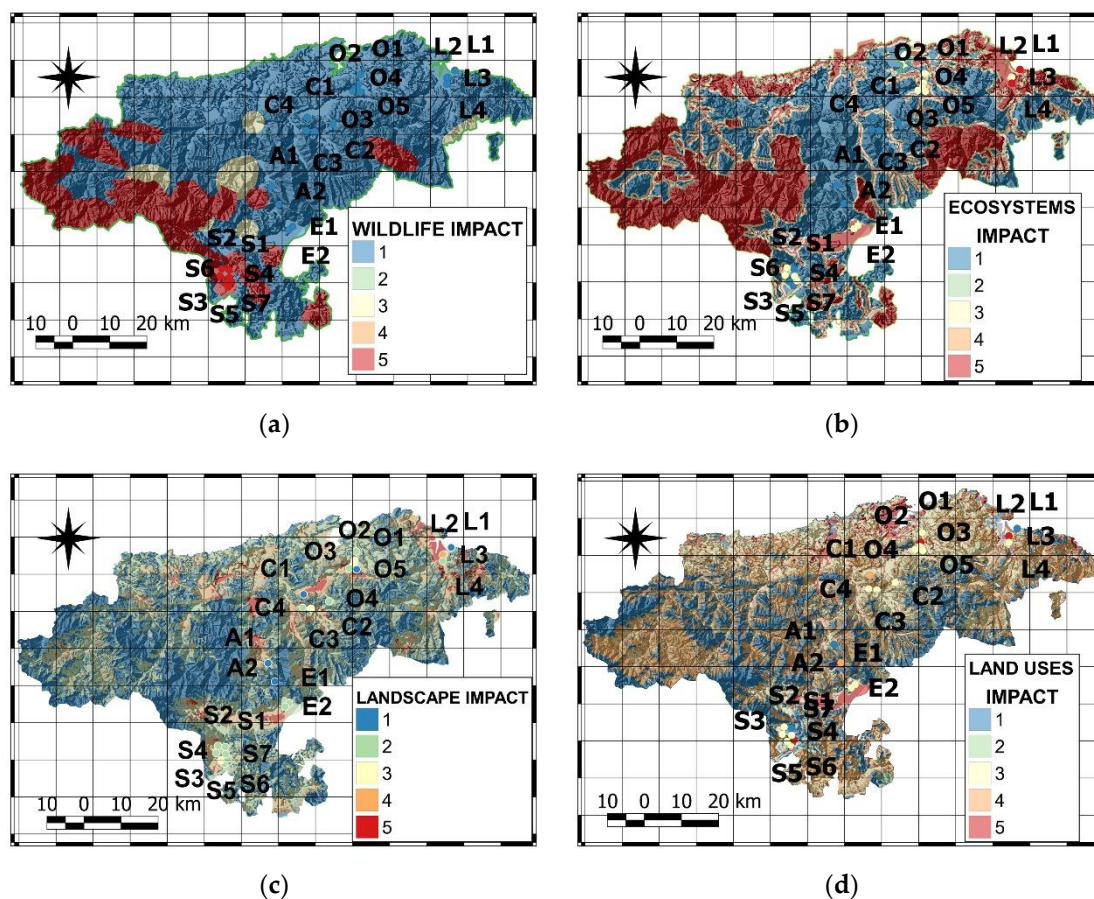 O2 O1 L2 L1
C1 O4 L3
C4 O5 L4
O3
A1 C3 C2
A2
S2 S1 E1
S6 S4 E2
S3 S5 S7
10 0 10 20 km
WILDLIFE IMPACT
1
2
3
4
5
(a)
O2 O1 L2 L1
C1 O4 L3
C4 O5 L4
O3
A1 C3 C2
A2
S2 S1 E1
S6 S4 E2
S3 S5 S7
10 0 10 20 km
ECOSYSTEMS
IMPACT
1
2
3
4
5
(b)
O2 O1 L2 L1
O3 L3
C1 O5 L4
C4 O4
A1 C3 C2
A2 E1
S2 S1 E2
S4 S7
S3 S5 S6
10 0 10 20 km
LANDSCAPE IMPACT
1
2
3
4
5
(c)
O2 O1 L2 L1
C1 O4 O3 L3
C4 O5 L4
C2
A1 C3
A2 E1
S2 S1 E2
S3 S7
S4
S5 S6
10 0 10 20 km
LAND USES
IMPACT
1
2
3
4
5
(d)